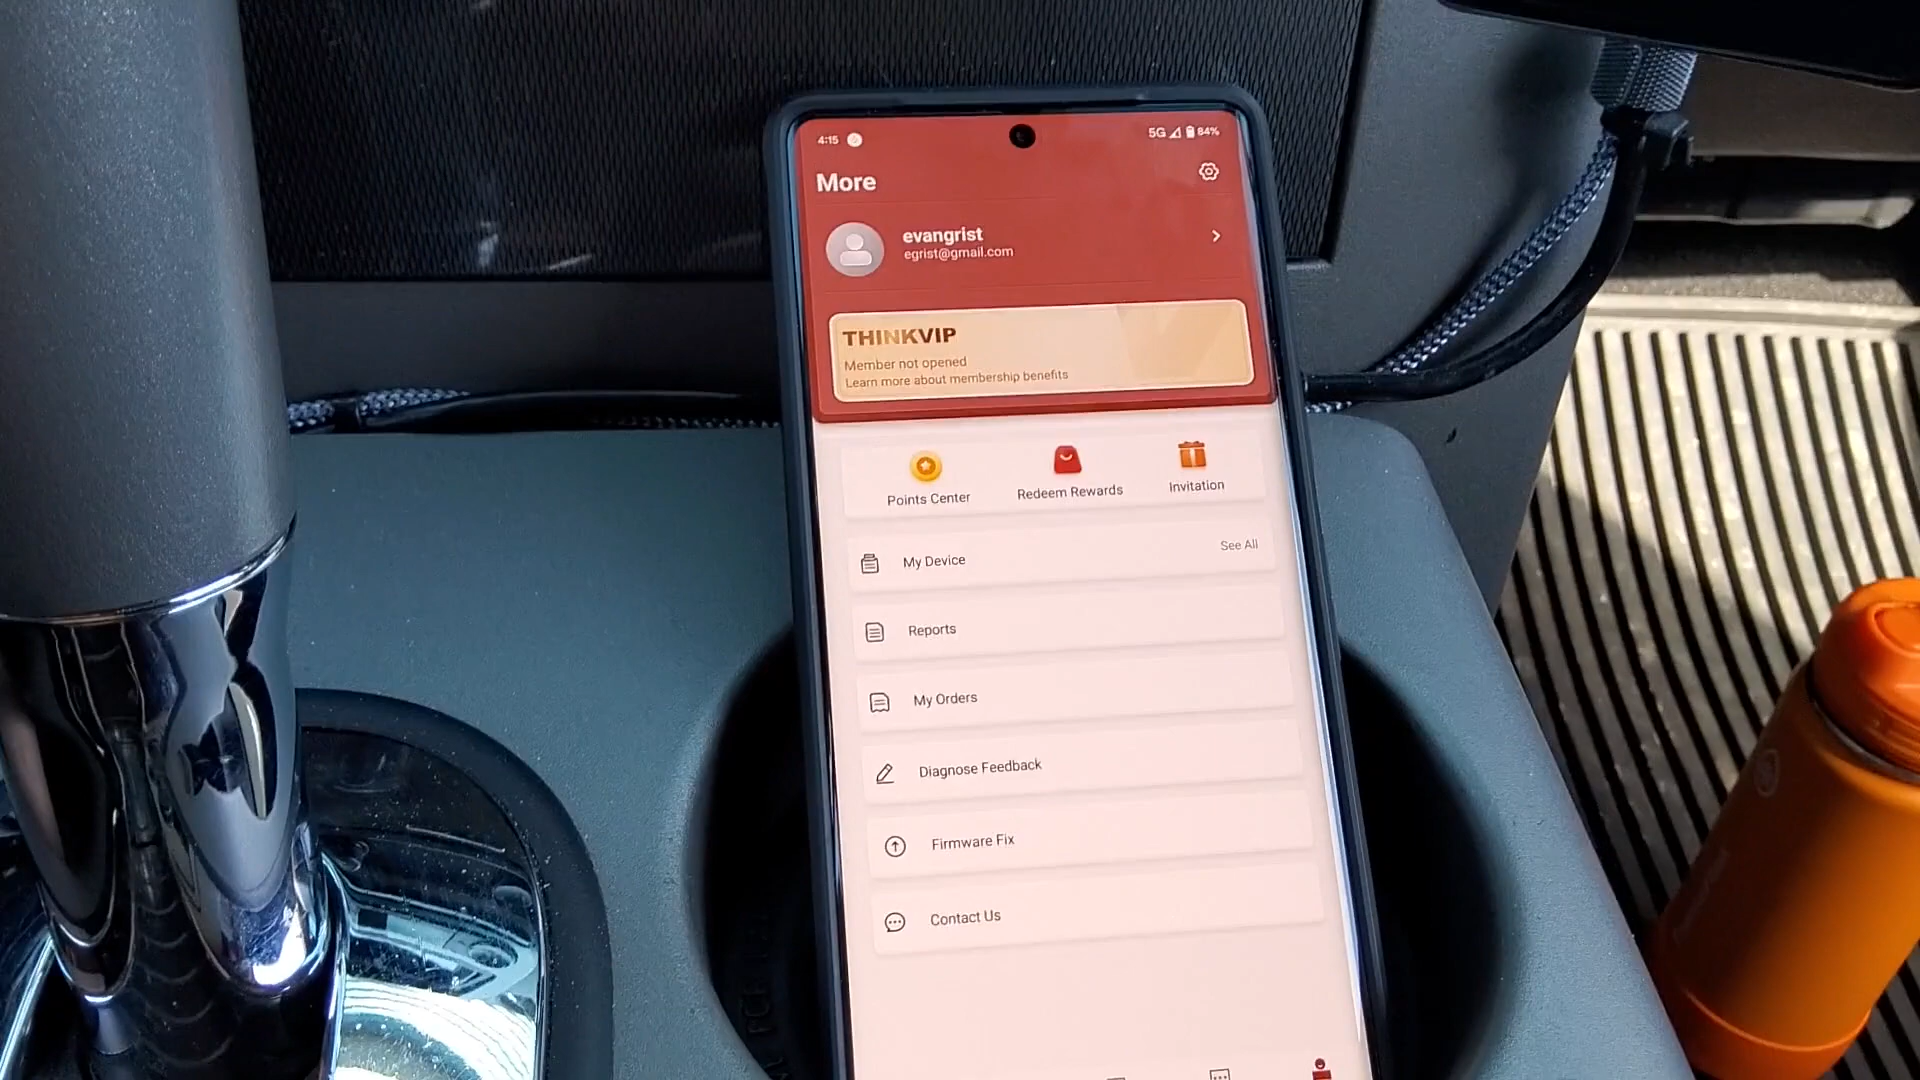 4:15
5G 84%
More
evangrist
egrist@gmail.com
THINKVIP
Member not opened
Learn more about membership benefits
Points Center
Redeem Rewards
Invitation
My Device
See All
Reports
My Orders
Diagnose Feedback
Firmware Fix
Contact Us